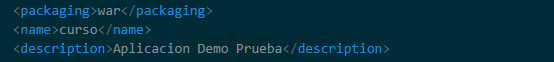 <packaging>war</packaging>
<name>curso</name>
<description>Aplicacion Demo Prueba</description>